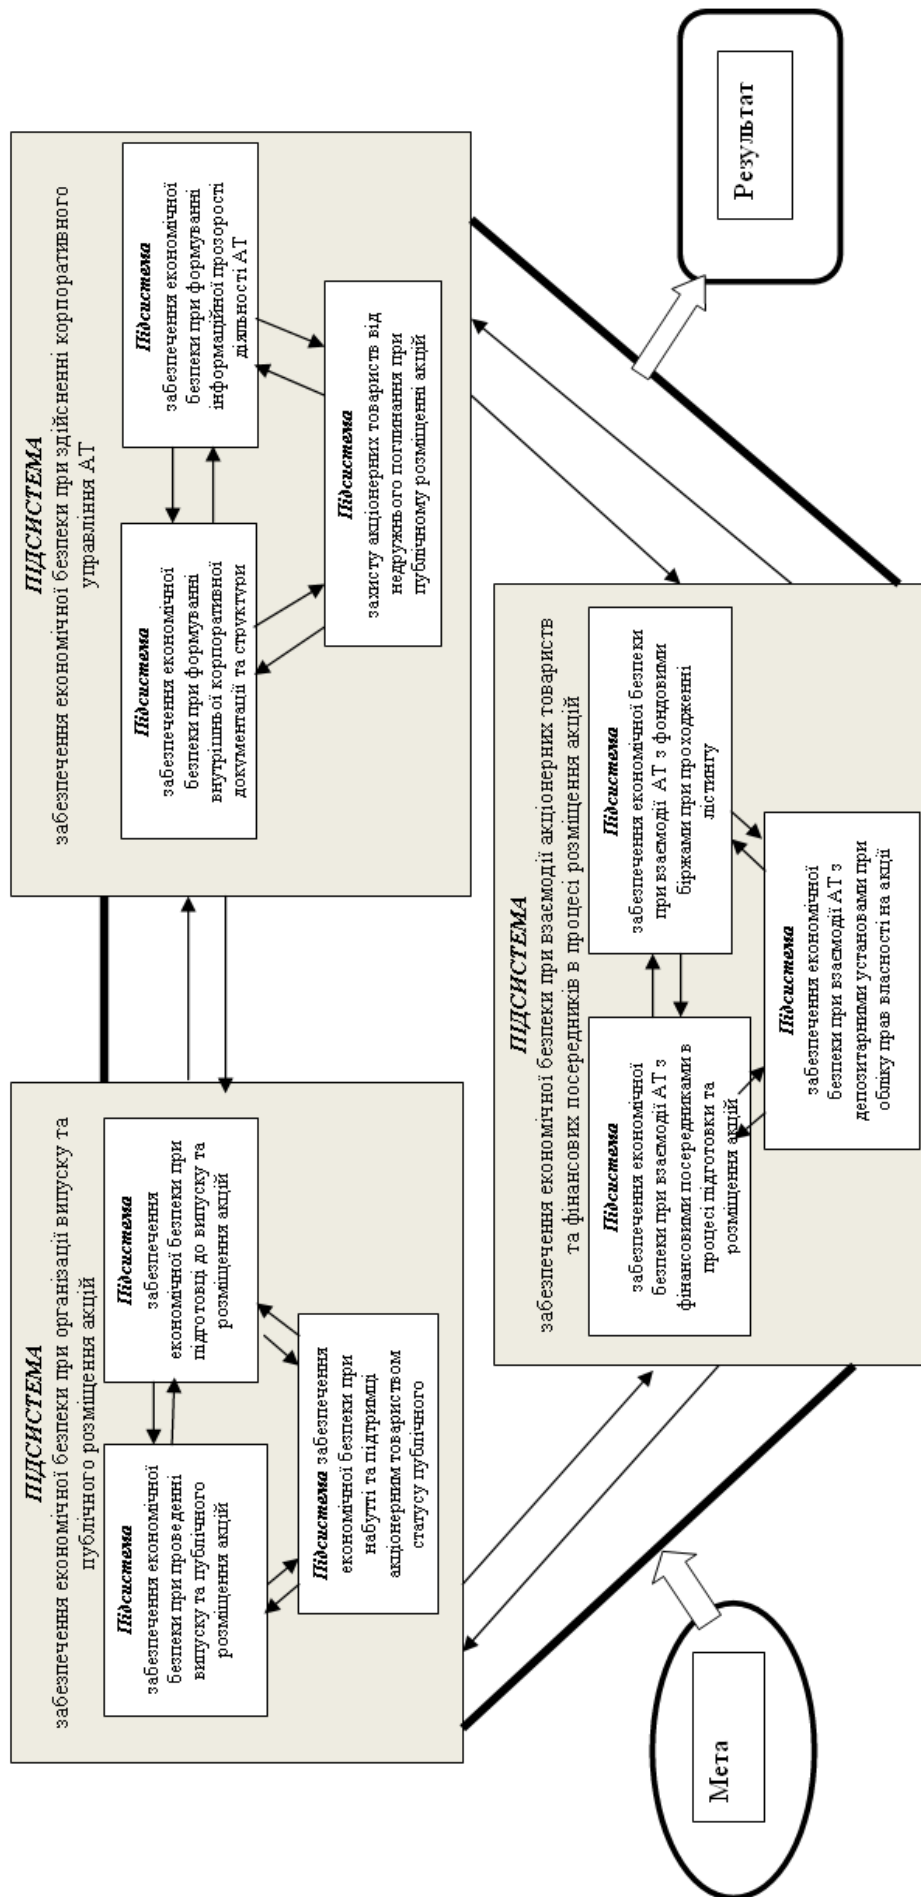 ПІДСИСТЕМА
забезпечення економічної безпеки при організації випуску та
публічного розміщення акцій
Підсистема
забезпечення економічної
безпеки при проведенні
випуску та публічного
розміщення акцій
Підсистема
забезпечення
економічної безпеки при
підготовці до випуску та
розміщення акцій
Підсистема забезпечення
економічної безпеки при
набутті та підтримці
акціонерним товариством
статусу публічного
ПІДСИСТЕМА
забезпечення економічної безпеки при здійсненні корпоративного
управління АТ
Підсистема
забезпечення економічної
безпеки при формуванні
внутрішньої корпоративної
документації та структури
Підсистема
забезпечення економічної
безпеки при формуванні
інформаційної прозорості
діяльності АТ
Підсистема
захисту акціонерних товариств від
недружнього поглинання при
публічному розміщенні акцій
ПІДСИСТЕМА
забезпечення економічної безпеки при взаємодії акціонерних товариств
та фінансових посередників в процесі розміщення акцій
Підсистема
забезпечення економічної
безпеки при взаємодії АТ з
фінансовими посередниками в
процесі підготовки та
розміщення акцій
Підсистема
забезпечення економічної безпеки
при взаємодії АТ з фондовими
біржами при проходженні
лістингу
Підсистема
забезпечення економічної
безпеки при взаємодії АТ з
депозитарними установами при
обліку прав власності на акції
Мета
Результат